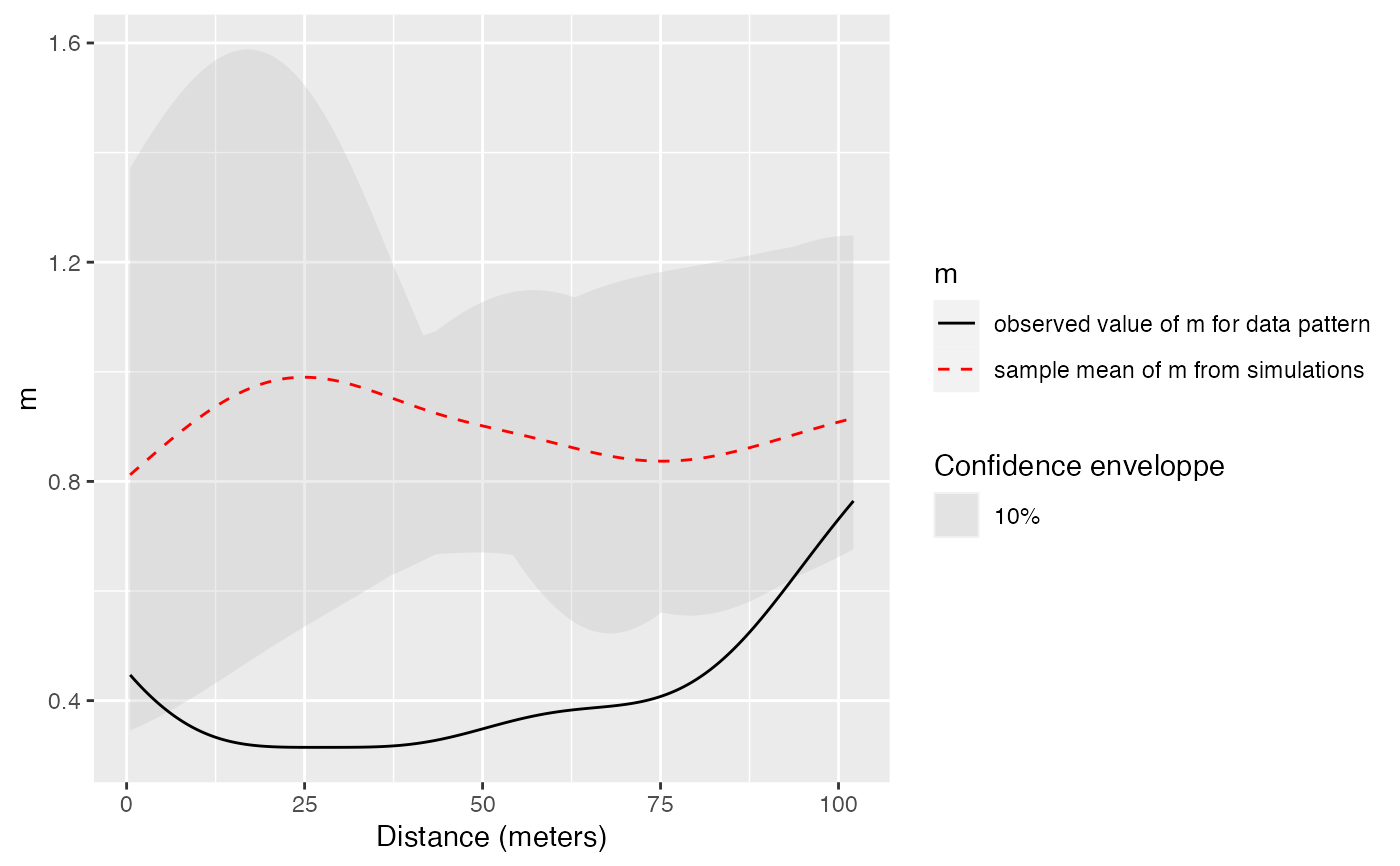 1.6
1.2
0.8
0.4
m
0
25
50
75
100
Distance (meters)
m
observed value of m for data pattern
sample mean of m from simulations
Confidence enveloppe
10%